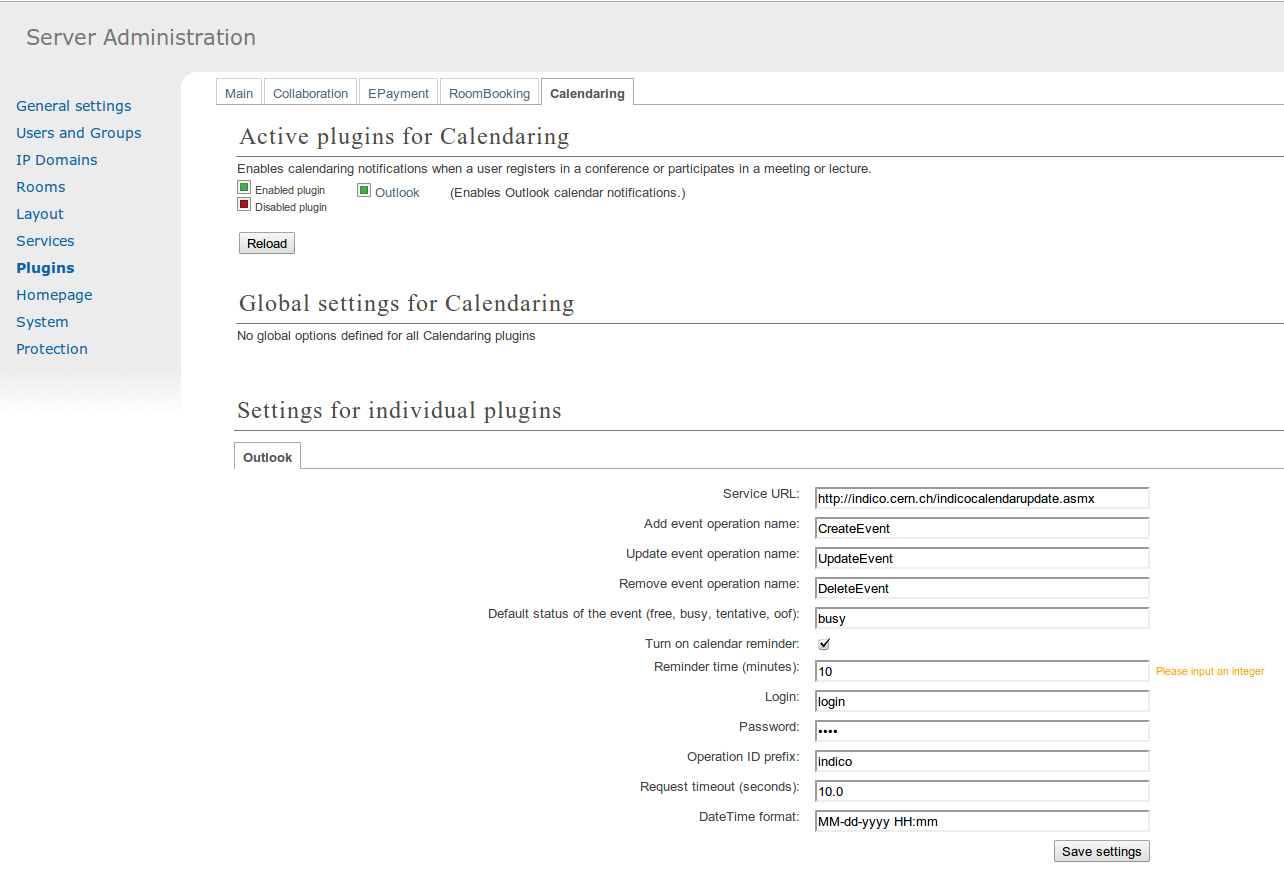 Server Administration
General settings
Users and Groups
IP Domains
Rooms
Layout
Services
Plugins
Homepage
System
Protection
Main Collaboration EPayment RoomBooking Calendaring
Active plugins for Calendaring
Enables calendaring notifications when a user registers in a conference or participates in a meeting or lecture.
Enabled plugin
Disabled plugin
Outlook (Enables Outlook calendar notifications.)
Reload
Global settings for Calendaring
No global options defined for all Calendaring plugins
Settings for individual plugins
Outlook
Service URL: http://indico.cern.ch/indicocalendarupdate.asmx
Add event operation name: CreateEvent
Update event operation name: UpdateEvent
Remove event operation name: DeleteEvent
Default status of the event (free, busy, tentative, oof): busy
Turn on calendar reminder:
Reminder time (minutes): 10 Please input an integer
Login: login
Password: ••••
Operation ID prefix: indico
Request timeout (seconds): 10.0
DateTime format: MM-dd-yyyy HH:mm
Save settings